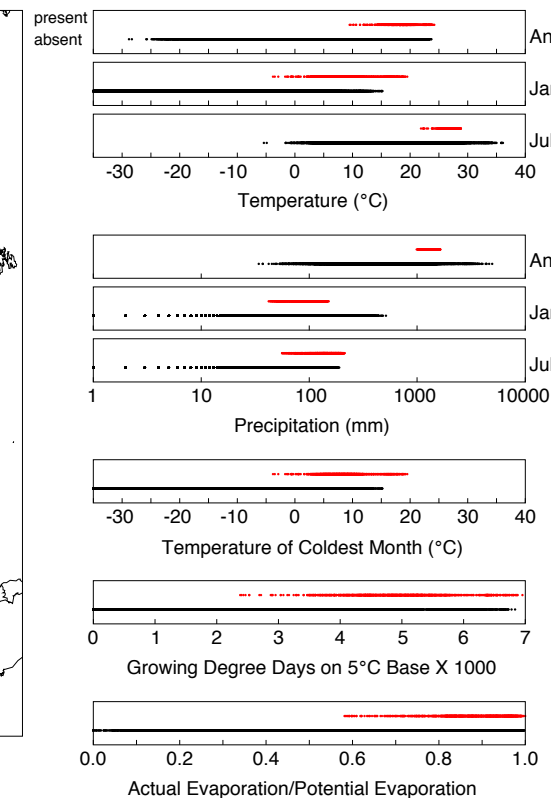 present
absent
An
Jan
Jul
-30 -20 -10 0 10 20 30 40
Temperature (°C)
An
Jan
Jul
1 10 100 1000 10000
Precipitation (mm)
-30 -20 -10 0 10 20 30 40
Temperature of Coldest Month (°C)
0 1 2 3 4 5 6 7
Growing Degree Days on 5°C Base X 1000
0.0 0.2 0.4 0.6 0.8 1.0
Actual Evaporation/Potential Evaporation